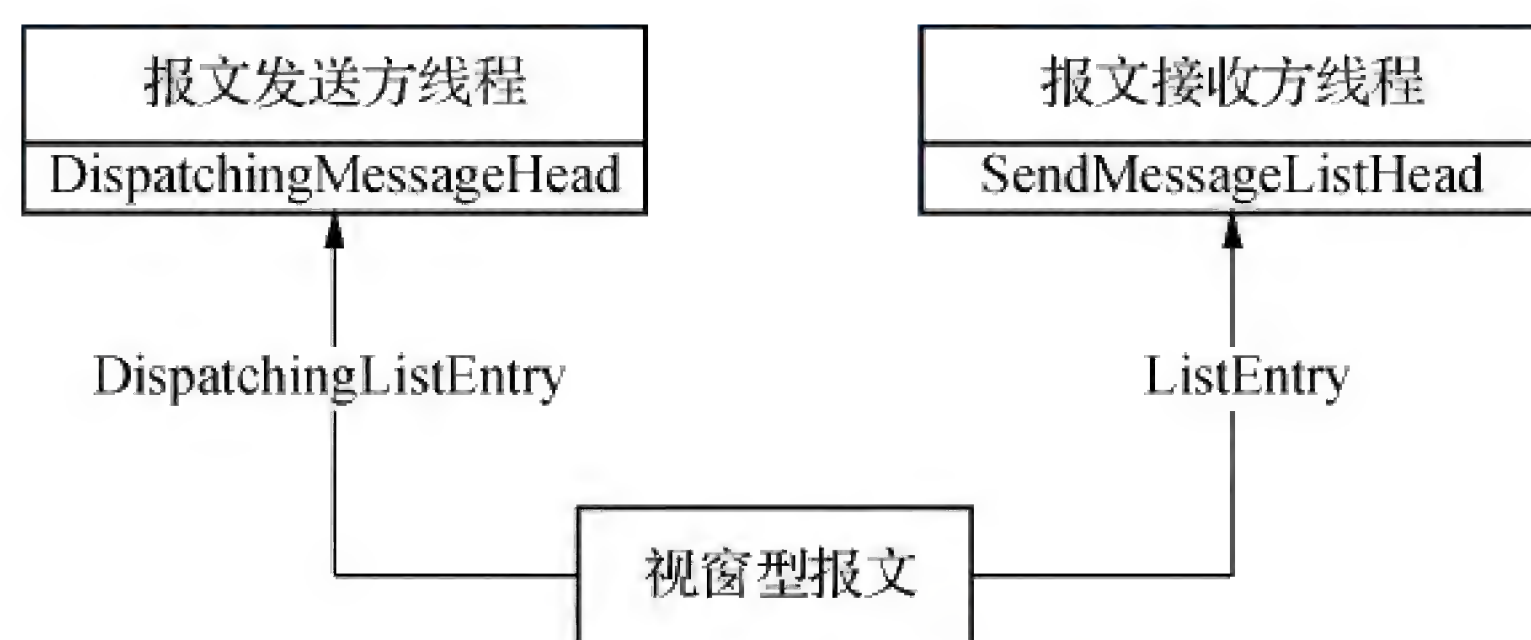 报文发送方线程
DispatchingMessageHead
报文接收方线程
SendMessageListHead
DispatchingListEntry
ListEntry
视窗型报文